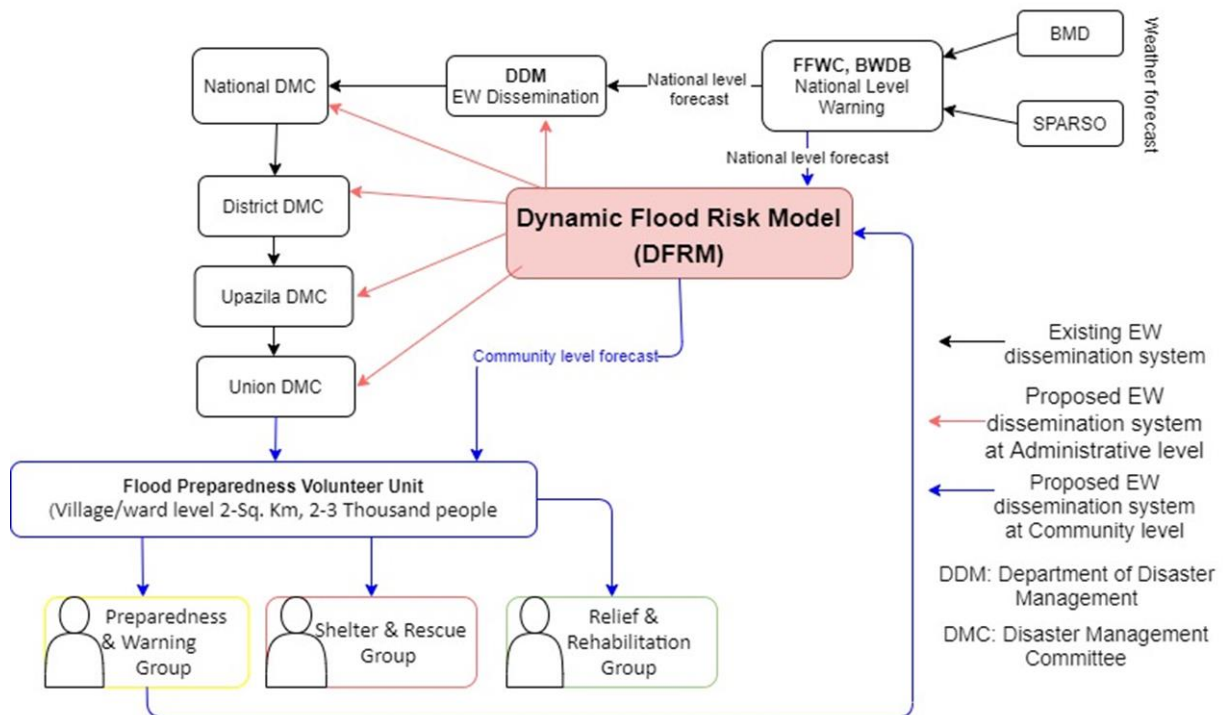 BMD
Weather forecast
SPARSO
FFWC, BWDB
National Level
Warning
National level
forecast
DDM
EW Dissemination
National DMC
National level forecast
Dynamic Flood Risk Model
(DFRM)
District DMC
Upazila DMC
Union DMC
Community level forecast
Flood Preparedness Volunteer Unit
(Village/ward level 2-Sq. Km, 2-3 Thousand people
Preparedness
& Warning
Group
Shelter & Rescue
Group
Relief &
Rehabilitation
Group
Existing EW
dissemination system
Proposed EW
dissemination system
at Administrative level
Proposed EW
dissemination system
at Community level
DDM: Department of Disaster
Management
DMC: Disaster Management
Committee